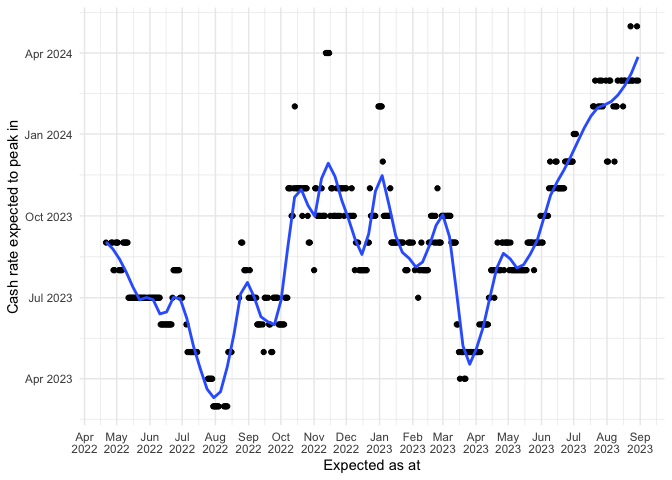 Apr 2024
Jan 2024
Oct 2023
Jul 2023
Apr 2023
Cash rate expected to peak in
Apr May Jun Jul Aug Sep Oct Nov Dec Jan Feb Mar Apr May Jun Jul Aug Sep
2022 2022 2022 2022 2022 2022 2022 2022 2022 2023 2023 2023 2023 2023 2023 2023 2023 2023
Expected as at